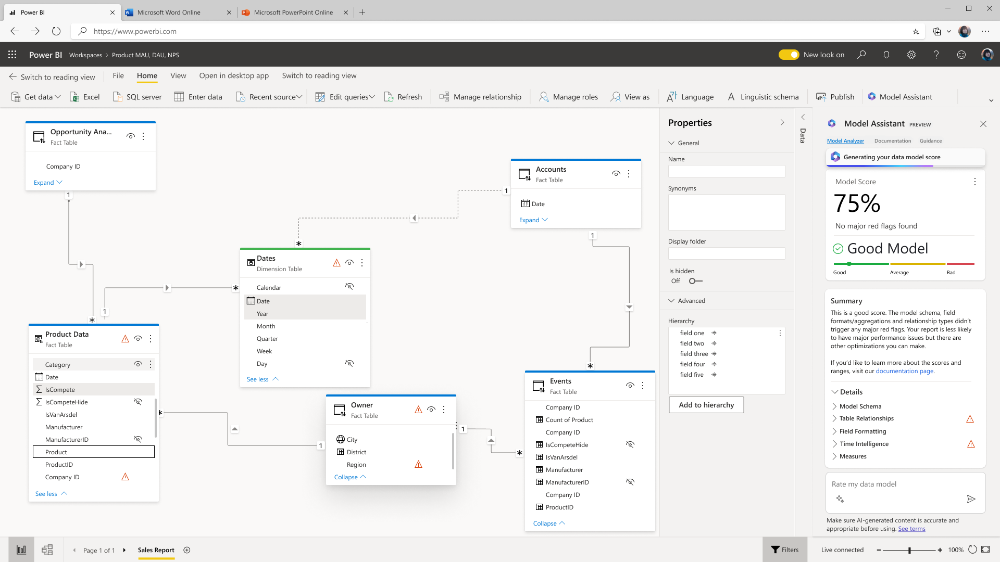 Power BI
Microsoft Word Online
Microsoft PowerPoint Online
https://www.powerbi.com
Power BI
Workspaces
Product MAU, DAU, NPS
New look on
Switch to reading view
File
Home
View
Open in desktop app
Switch to reading view
Get data
Excel
SQL server
Enter data
Recent source
Edit queries
Refresh
Manage relationship
Manage roles
View as
Language
Linguistic schema
Publish
Model Assistant
Opportunity Ana...
Fact Table
Company ID
Expand
1
*
1
*
Product Data
Fact Table
Category
Date
IsCompete
IsCompeteHide
IsVanArsdel
Manufacturer
ManufacturerID
Product
ProductID
Company ID
See less
*
1
Dates
Dimension Table
Calendar
Date
Year
Month
Quarter
Week
Day
See less
*
1
Accounts
Fact Table
Date
Expand
1
*
Owner
Fact Table
City
District
Region
Collapse
1
*
Events
Fact Table
Company ID
Count of Product
Company ID
IsCompeteHide
IsVanArsdel
Manufacturer
ManufacturerID
Company ID
ProductID
Collapse
Properties
General
Name
Synonyms
Display folder
Is hidden
Off
Advanced
Hierarchy
field one
field two
field three
field four
field five
Add to hierarchy
Data
Model Assistant PREVIEW
Model Analyzer
Documentation
Guidance
Generating your data model score
Model Score
75%
No major red flags found
Good Model
Good
Average
Bad
Summary
This is a good score. The model schema, field
formats/aggregations and relationship types didn't
trigger any major red flags. Your report is less likely
to have major performance issues but there are
other optimizations you can make.
If you'd like to learn more about the scores and
ranges, visit our documentation page.
Details
Model Schema
Table Relationships
Field Formatting
Time Intelligence
Measures
Rate my data model
Make sure AI-generated content is accurate and
appropriate before using. See terms
Page 1 of 1
Sales Report
Filters
Live connected
100%